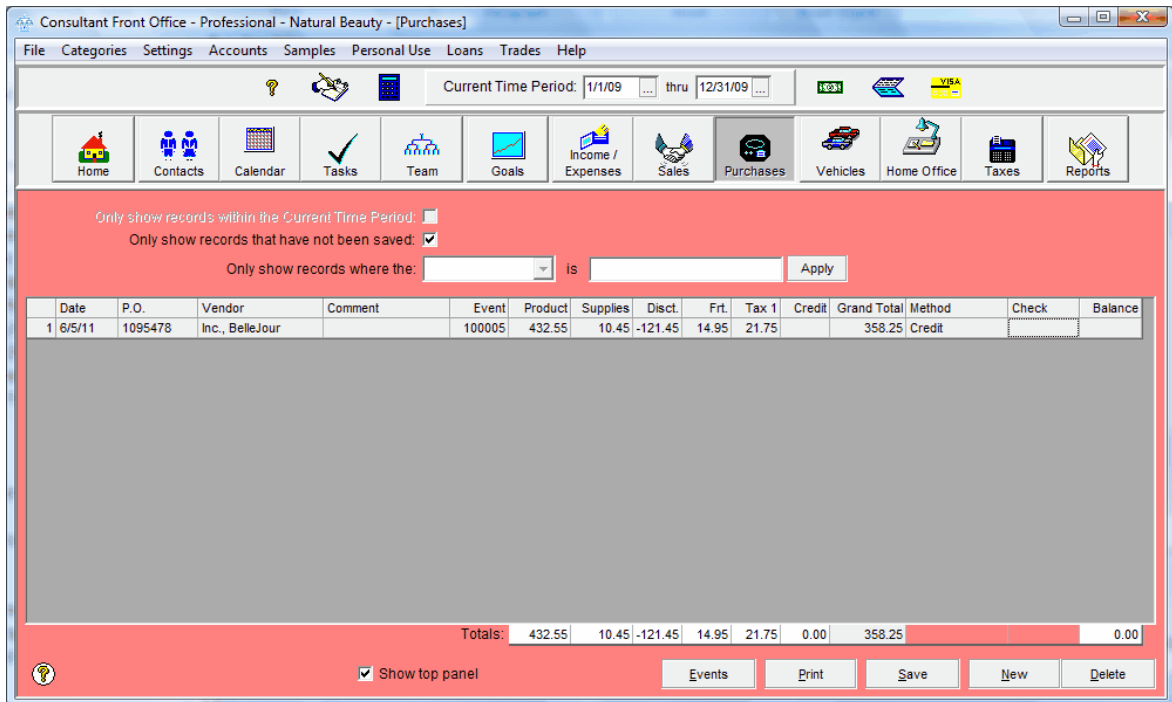 Consultant Front Office - Professional - Natural Beauty - [Purchases]
File Categories Settings Accounts Samples Personal Use Loans Trades Help
Current Time Period: 1/1/09 ... thru 12/31/09 ... VISA
Home Contacts Calendar Tasks Team Goals Income / Expenses Sales Purchases Vehicles Home Office Taxes Reports
Only show records within the Current Time Period:
Only show records that have not been saved:
Only show records where the: is Apply
Date P.O. Vendor Comment Event Product Supplies Disct. Frt. Tax 1 Credit Grand Total Method Check Balance
1 6/5/11 1095478 Inc., BelleJour 100005 432.55 10.45 -121.45 14.95 21.75 358.25 Credit
Totals: 432.55 10.45 -121.45 14.95 21.75 0.00 358.25 0.00
? Show top panel Events Print Save New Delete